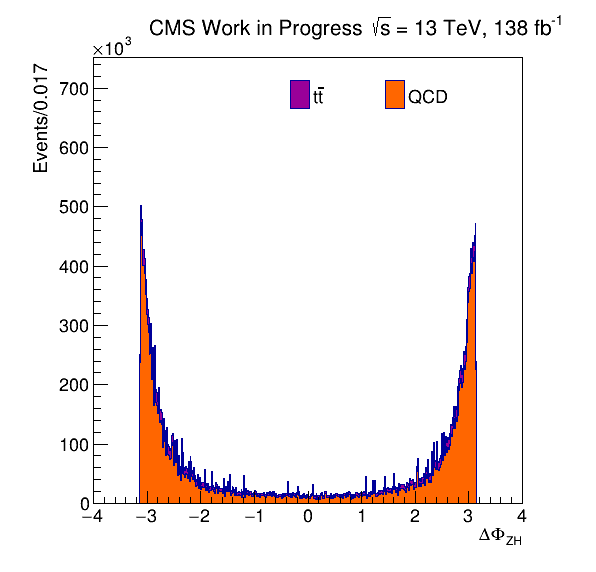 CMS Work in Progress √s = 13 TeV, 138 fb⁻¹
×10³
Events/0.017
tt̄
QCD
700
600
500
400
300
200
100
0
−4 −3 −2 −1 0 1 2 3 4
ΔΦ_ZH